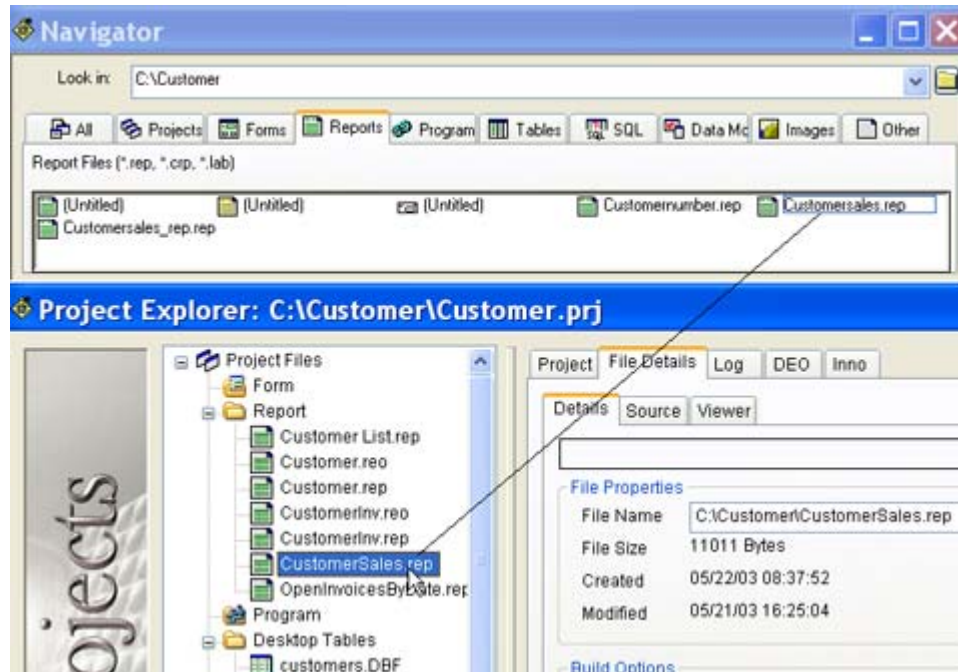 Navigator
Look in: C:\Customer
All Projects Forms Reports Program Tables SQL Data Mc Images Other
Report Files (*.rep, *.crp, *.lab)
(Untitled) (Untitled) (Untitled) Customernumber.rep Customersales.rep
Customersales_rep.rep
Project Explorer: C:\Customer\Customer.prj
ojects
Project Files
Form
Report
Customer List.rep
Customer.reo
Customer.rep
CustomerInv.reo
CustomerInv.rep
CustomerSales.rep
OpenInvoicesByDate.rep
Program
Desktop Tables
customers.DBF
Project File Details Log DEO Inno
Details Source Viewer
File Properties
File Name C:\Customer\CustomerSales.rep
File Size 11011 Bytes
Created 05/22/03 08:37:52
Modified 05/21/03 16:25:04
Build Options